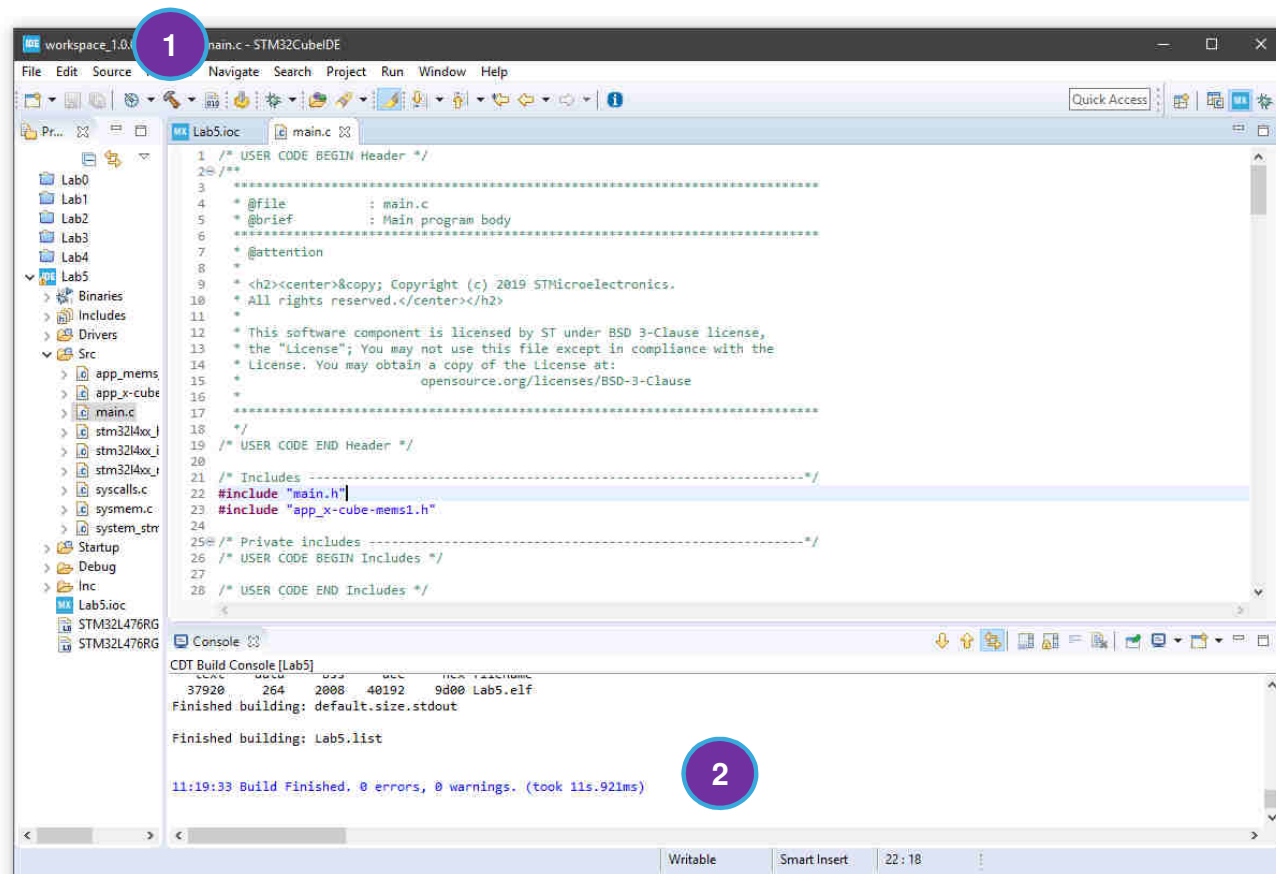 workspace_1.0. main.c - STM32CubeIDE
1
File Edit Source Navigate Search Project Run Window Help
Quick Access
Pr...
Lab5.ioc
main.c
Lab0
Lab1
Lab2
Lab3
Lab4
Lab5
Binaries
Includes
Drivers
Src
app_mems
app_x-cube
main.c
stm32l4xx_
stm32l4xx_i
stm32l4xx_
syscalls.c
sysmem.c
system_stm
Startup
Debug
Inc
Lab5.ioc
STM32L476RG
STM32L476RG
1 /* USER CODE BEGIN Header */
2 /**
3 ******************************************************************************
4 * @file : main.c
5 * @brief : Main program body
6 ******************************************************************************
7 * @attention
8 *
9 * <h2><center>&copy; Copyright (c) 2019 STMicroelectronics.
10 * All rights reserved.</center></h2>
11 *
12 * This software component is licensed by ST under BSD 3-Clause license,
13 * the "License"; You may not use this file except in compliance with the
14 * License. You may obtain a copy of the License at:
15 * opensource.org/licenses/BSD-3-Clause
16 *
17 ******************************************************************************
18 */
19 /* USER CODE END Header */
20
21 /* Includes ------------------------------------------------------------------*/
22 #include "main.h"
23 #include "app_x-cube-mems1.h"
24
25 /* Private includes ----------------------------------------------------------*/
26 /* USER CODE BEGIN Includes */
27
28 /* USER CODE END Includes */
Console
CDT Build Console [Lab5]
text data bss dec hex filename
37920 264 2008 40192 9d00 Lab5.elf
Finished building: default.size.stdout
Finished building: Lab5.list
2
11:19:33 Build Finished. 0 errors, 0 warnings. (took 11s.921ms)
Writable Smart Insert 22 : 18